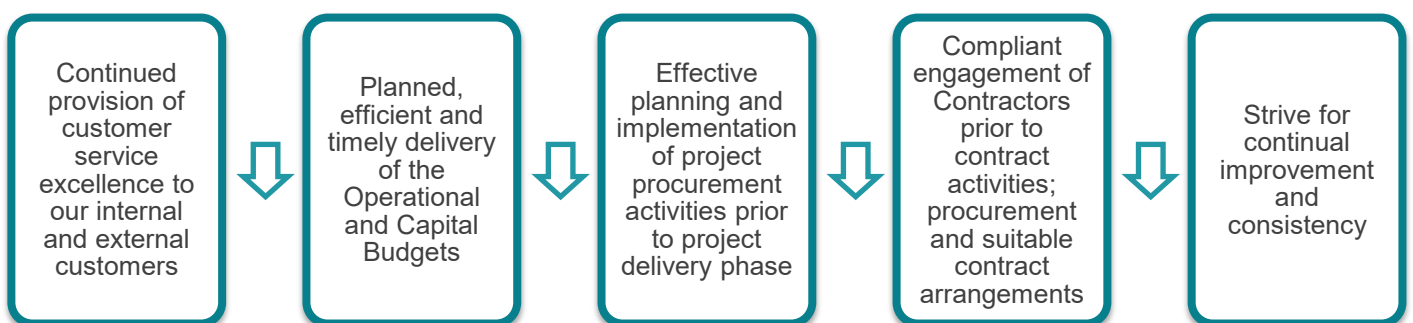 Continued
provision of
customer
service
excellence to
our internal
and external
customers
Planned,
efficient and
timely delivery
of the
Operational
and Capital
Budgets
Effective
planning and
implementation
of project
procurement
activities prior
to project
delivery phase
Compliant
engagement of
Contractors
prior to
contract
activities;
procurement
and suitable
contract
arrangements
Strive for
continual
improvement
and
consistency